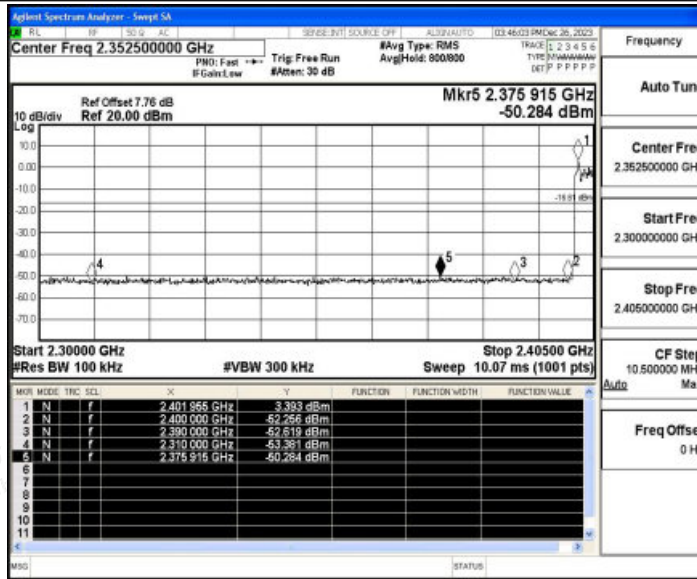 Agilent Spectrum Analyzer - Swept SA
RL RF 50 Ω AC SENSE:INT SOURCE OFF ALIGNAUTO 03:46:03 PM Dec 26, 2023
Center Freq 2.352500000 GHz
PNO: Fast
IFGain:Low
Trig: Free Run
#Atten: 30 dB
#Avg Type: RMS
Avg|Hold: 800/800
TRACE 1 2 3 4 5 6
TYPE
DET P P P P P P
Ref Offset 7.76 dB
10 dB/div Ref 20.00 dBm
Log
Mkr5 2.375 915 GHz
-50.284 dBm
10.0
0.00
-10.0
-20.0
-30.0
-40.0
-50.0
-60.0
-70.0
1
2
3
4
5
Start 2.30000 GHz
#Res BW 100 kHz
#VBW 300 kHz
Stop 2.40500 GHz
Sweep 10.07 ms (1001 pts)
MKR MODE TRC SCL X Y FUNCTION FUNCTION WIDTH FUNCTION VALUE
1 N f 2.401 955 GHz 3.393 dBm
2 N f 2.400 000 GHz -52.256 dBm
3 N f 2.390 000 GHz -52.619 dBm
4 N f 2.310 000 GHz -53.381 dBm
5 N f 2.375 915 GHz -50.284 dBm
6
7
8
9
10
11
MSG STATUS
Frequency
Auto Tun
Center Fre
2.352500000 GH
Start Fre
2.300000000 GH
Stop Fre
2.405000000 GH
CF Step
10.500000 MH
Auto Ma
Freq Offse
0 H